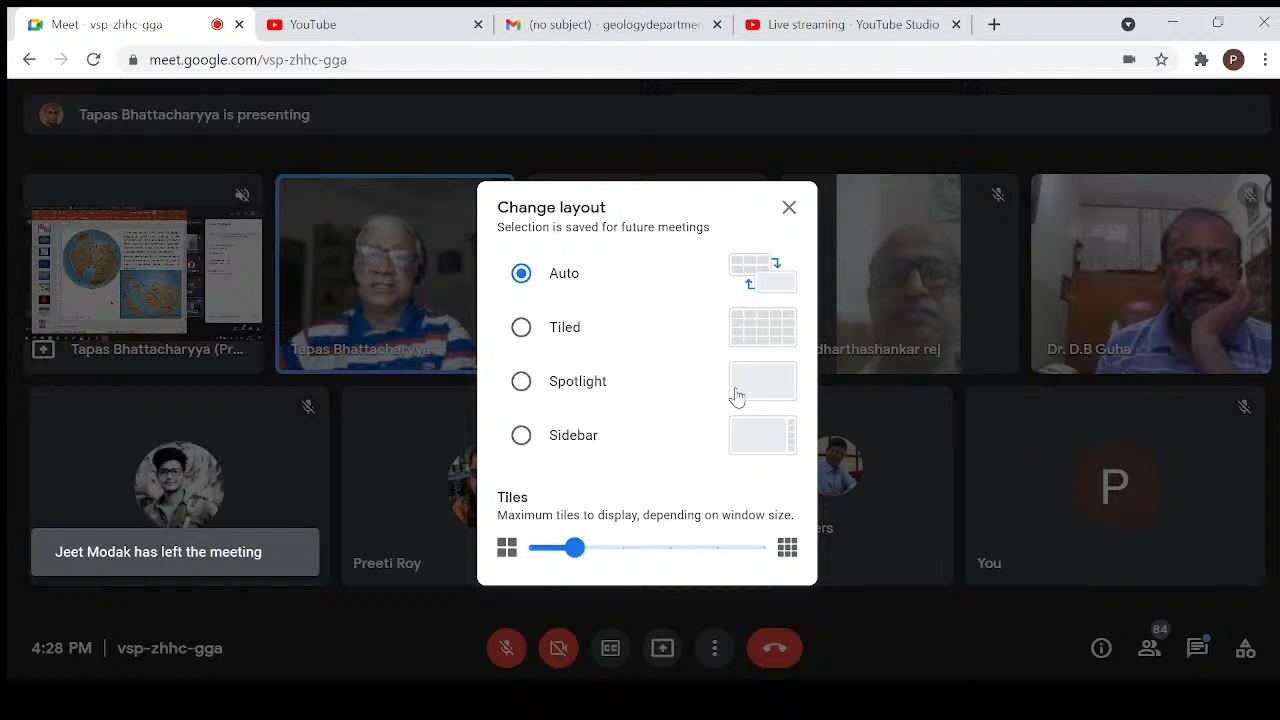 Meet - vsp-zhhc-gga
YouTube
(no subject) - geologydepartmer
Live streaming - YouTube Studio
meet.google.com/vsp-zhhc-gga
P
Tapas Bhattacharyya is presenting
Change layout
Selection is saved for future meetings
Auto
Tiled
Spotlight
Sidebar
Tiles
Maximum tiles to display, depending on window size.
Tapas Bhattacharyya (Pr...
Tapas Bhattacharyya
dharthashankar rej
Dr. D.B Guha
Jeet Modak has left the meeting
Preeti Roy
ers
P
You
4:28 PM
vsp-zhhc-gga
CC
84